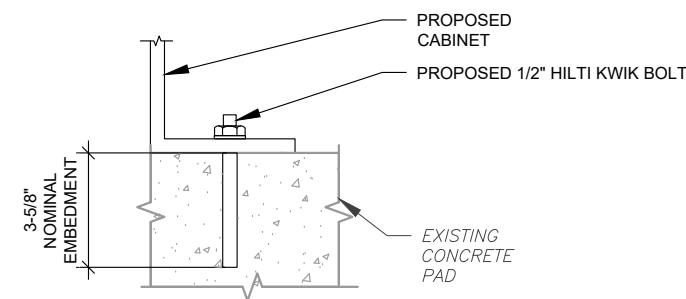 PROPOSED
CABINET
PROPOSED 1/2" HILTI KWIK BOLT
3-5/8"
NOMINAL
EMBEDMENT
EXISTING
CONCRETE
PAD